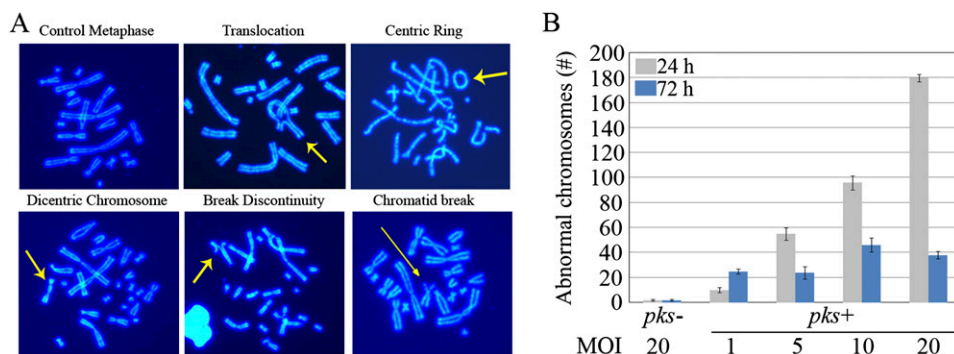 A
Control Metaphase
Translocation
Centric Ring
Dicentric Chromosome
Break Discontinuity
Chromatid break
B
Abnormal chromosomes (#)
200
180
160
140
120
100
80
60
40
20
0
24 h
72 h
pks-
pks+
MOI 20 1 5 10 20